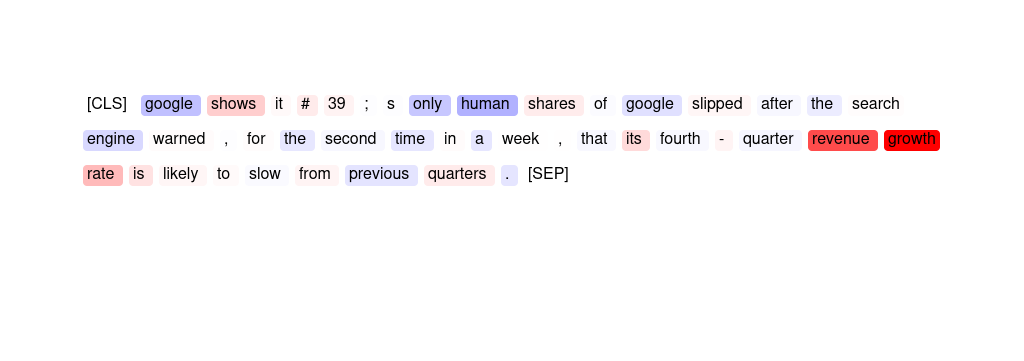 [CLS] google shows it # 39 ; s only human shares of google slipped after the search
engine warned , for the second time in a week , that its fourth - quarter revenue growth
rate is likely to slow from previous quarters . [SEP]